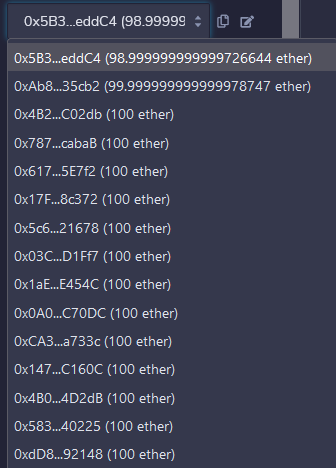 0x5B3...eddC4 (98.99999
0x5B3...eddC4 (98.999999999999726644 ether)
0xAb8...35cb2 (99.999999999999978747 ether)
0x4B2...C02db (100 ether)
0x787...cabaB (100 ether)
0x617...5E7f2 (100 ether)
0x17F...8c372 (100 ether)
0x5c6...21678 (100 ether)
0x03C...D1Ff7 (100 ether)
0x1aE...E454C (100 ether)
0x0A0...C70DC (100 ether)
0xCA3...a733c (100 ether)
0x147...C160C (100 ether)
0x4B0...4D2dB (100 ether)
0x583...40225 (100 ether)
0xdD8...92148 (100 ether)